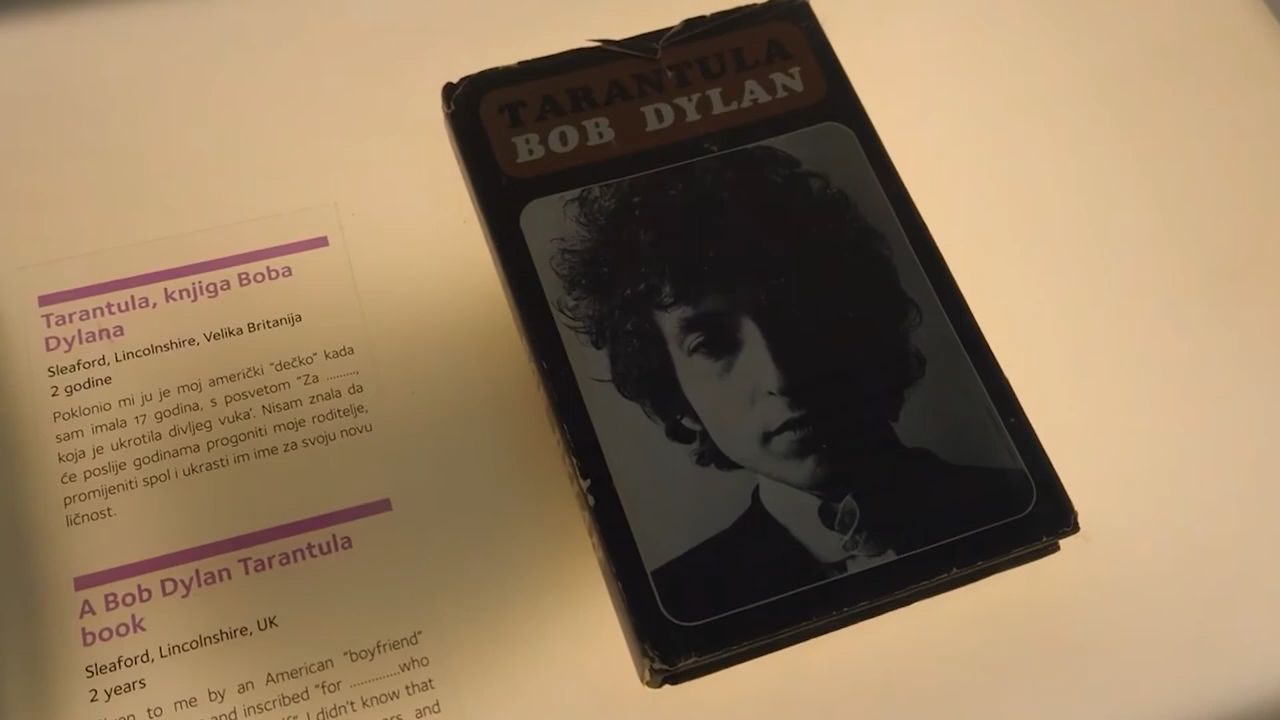 TARANTULA
BOB DYLAN
Tarantula, knjiga Boba
Dylana
Sleaford, Lincolnshire, Velika Britanija
2 godine
Poklonio mi ju je moj američki “dečko” kada
sam imala 17 godina, s posvetom “Za .........,
koja je ukrotila divljeg vuka’. Nisam znala da
će poslije godinama progoniti moje roditelje,
promijeniti spol i ukrasti im ime za svoju novu
ličnost.
A Bob Dylan Tarantula
book
Sleaford, Lincolnshire, UK
2 years
to me by an American “boyfriend”
and inscribed “for .............who
I didn’t know that
and